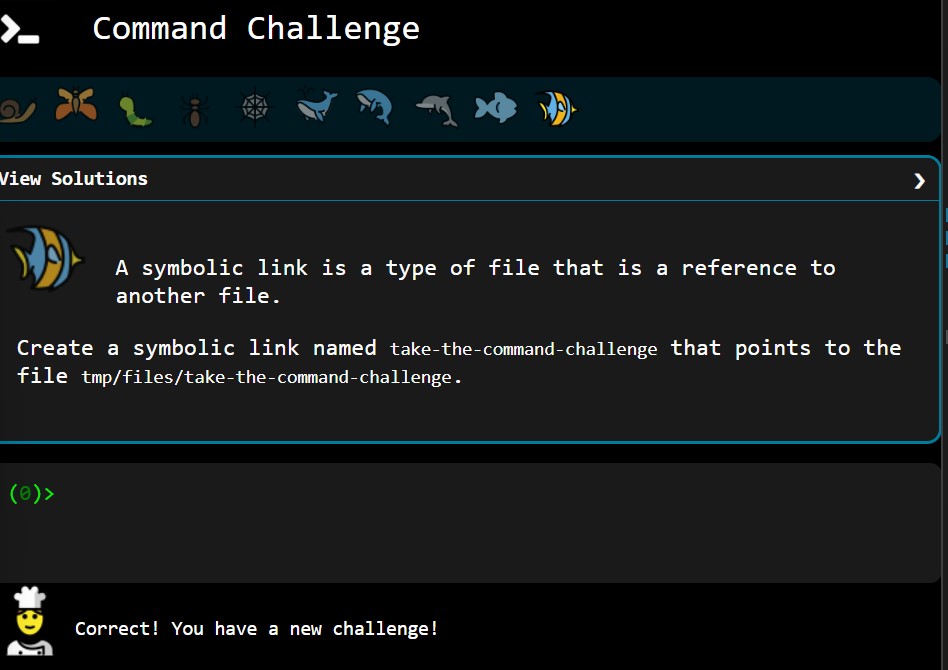 Command Challenge
View Solutions
A symbolic link is a type of file that is a reference to
another file.
Create a symbolic link named take-the-command-challenge that points to the
file tmp/files/take-the-command-challenge.
(0)>
Correct! You have a new challenge!